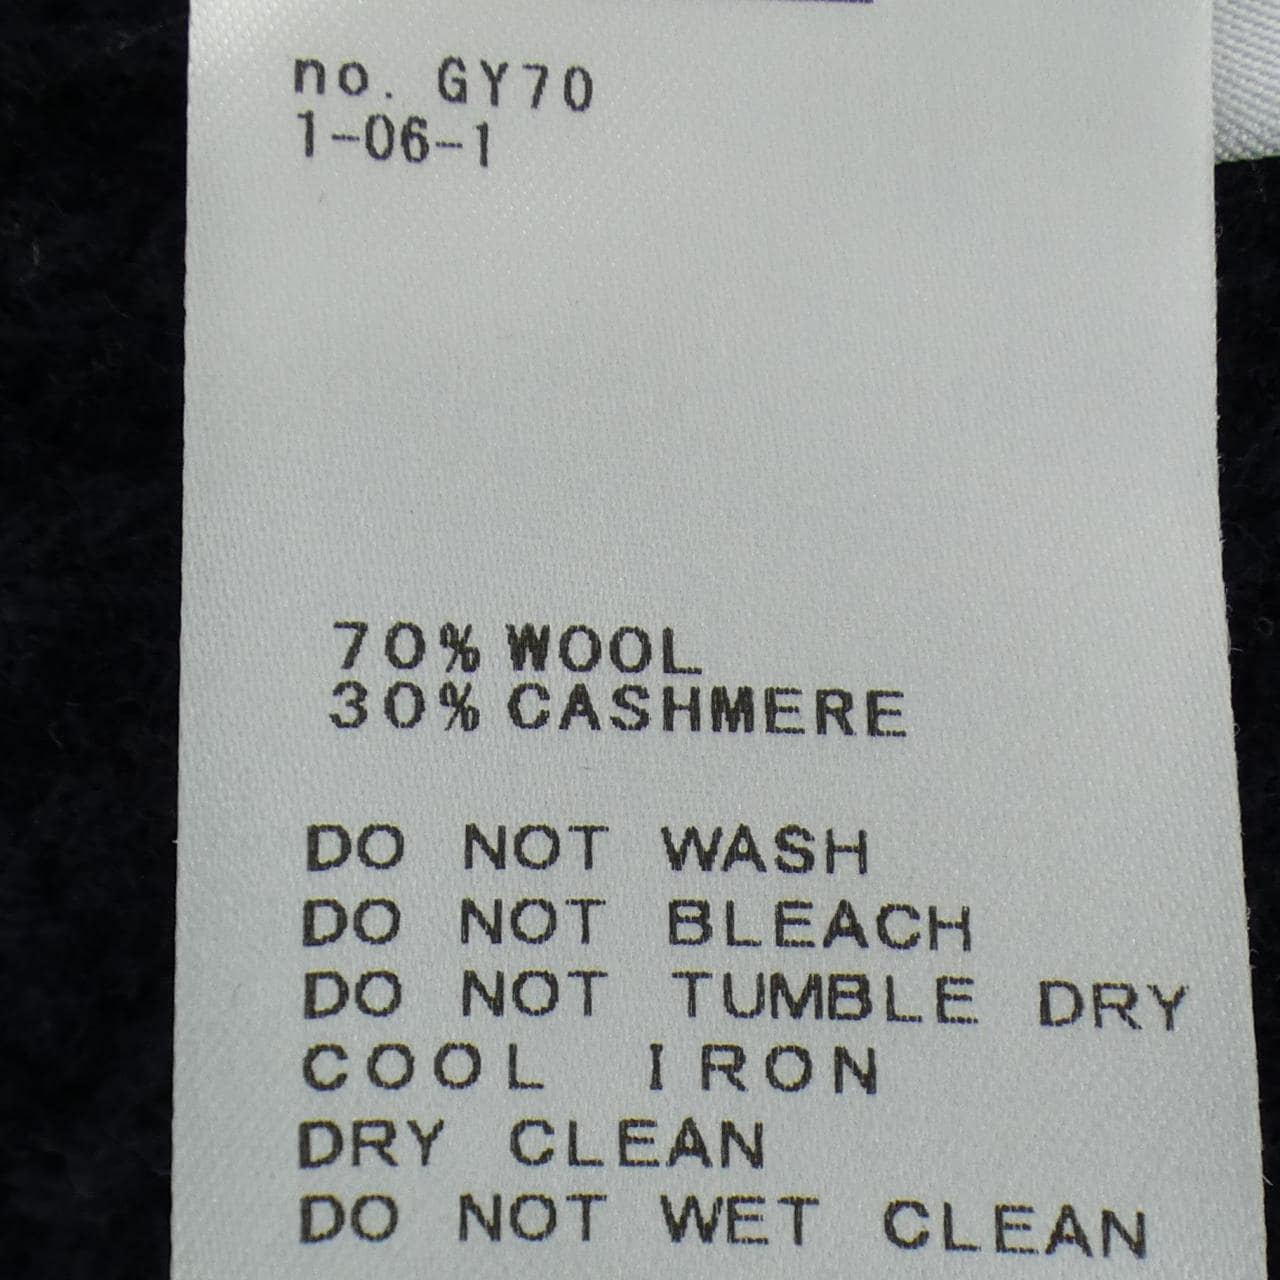 no. GY70
1-06-1
70% WOOL
30% CASHMERE
DO NOT WASH
DO NOT BLEACH
DO NOT TUMBLE DRY
COOL IRON
DRY CLEAN
DO NOT WET CLEAN